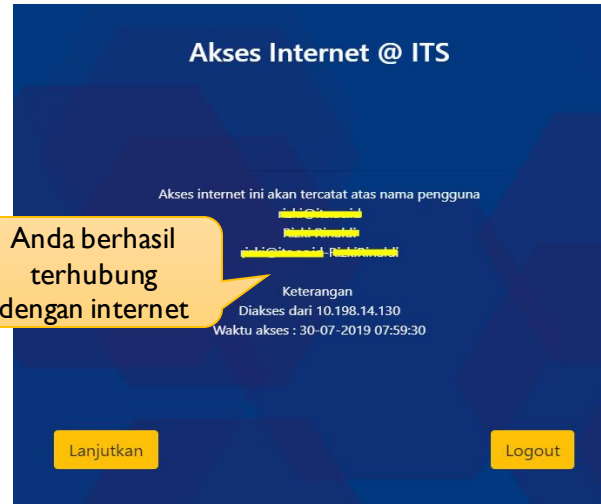 Akses Internet @ ITS
Akses internet ini akan tercatat atas nama pengguna
Anda berhasil
terhubung
dengan internet
Keterangan
Diakses dari 10.198.14.130
Waktu akses : 30-07-2019 07:59:30
Lanjutkan
Logout